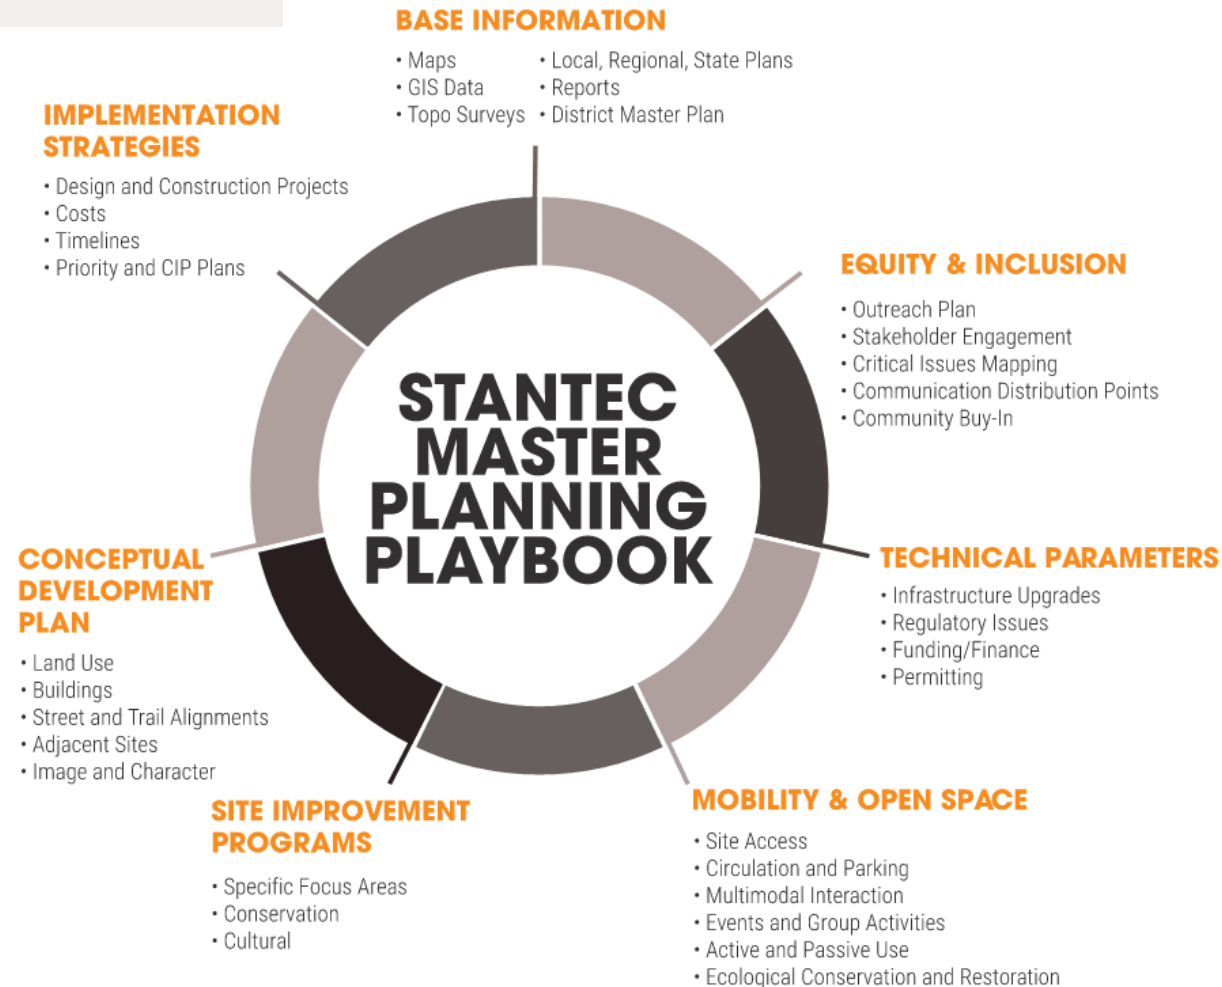 BASE INFORMATION
• Maps
• GIS Data
• Topo Surveys
• Local, Regional, State Plans
• Reports
• District Master Plan
EQUITY & INCLUSION
• Outreach Plan
• Stakeholder Engagement
• Critical Issues Mapping
• Communication Distribution Points
• Community Buy-In
TECHNICAL PARAMETERS
• Infrastructure Upgrades
• Regulatory Issues
• Funding/Finance
• Permitting
MOBILITY & OPEN SPACE
• Site Access
• Circulation and Parking
• Multimodal Interaction
• Events and Group Activities
• Active and Passive Use
• Ecological Conservation and Restoration
SITE IMPROVEMENT
PROGRAMS
• Specific Focus Areas
• Conservation
• Cultural
CONCEPTUAL
DEVELOPMENT
PLAN
• Land Use
• Buildings
• Street and Trail Alignments
• Adjacent Sites
• Image and Character
IMPLEMENTATION
STRATEGIES
• Design and Construction Projects
• Costs
• Timelines
• Priority and CIP Plans
STANTEC
MASTER
PLANNING
PLAYBOOK